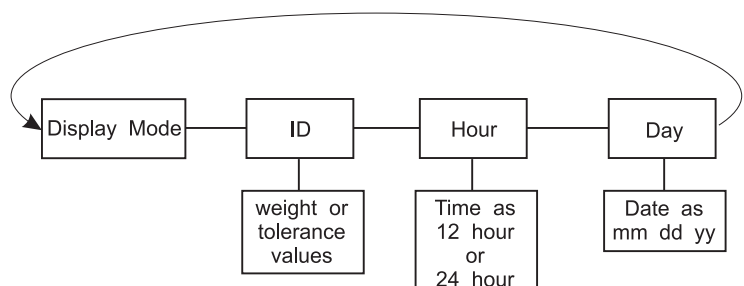 Display Mode
ID
Hour
Day
weight or
tolerance
values
Time as
12 hour
or
24 hour
Date as
mm dd yy